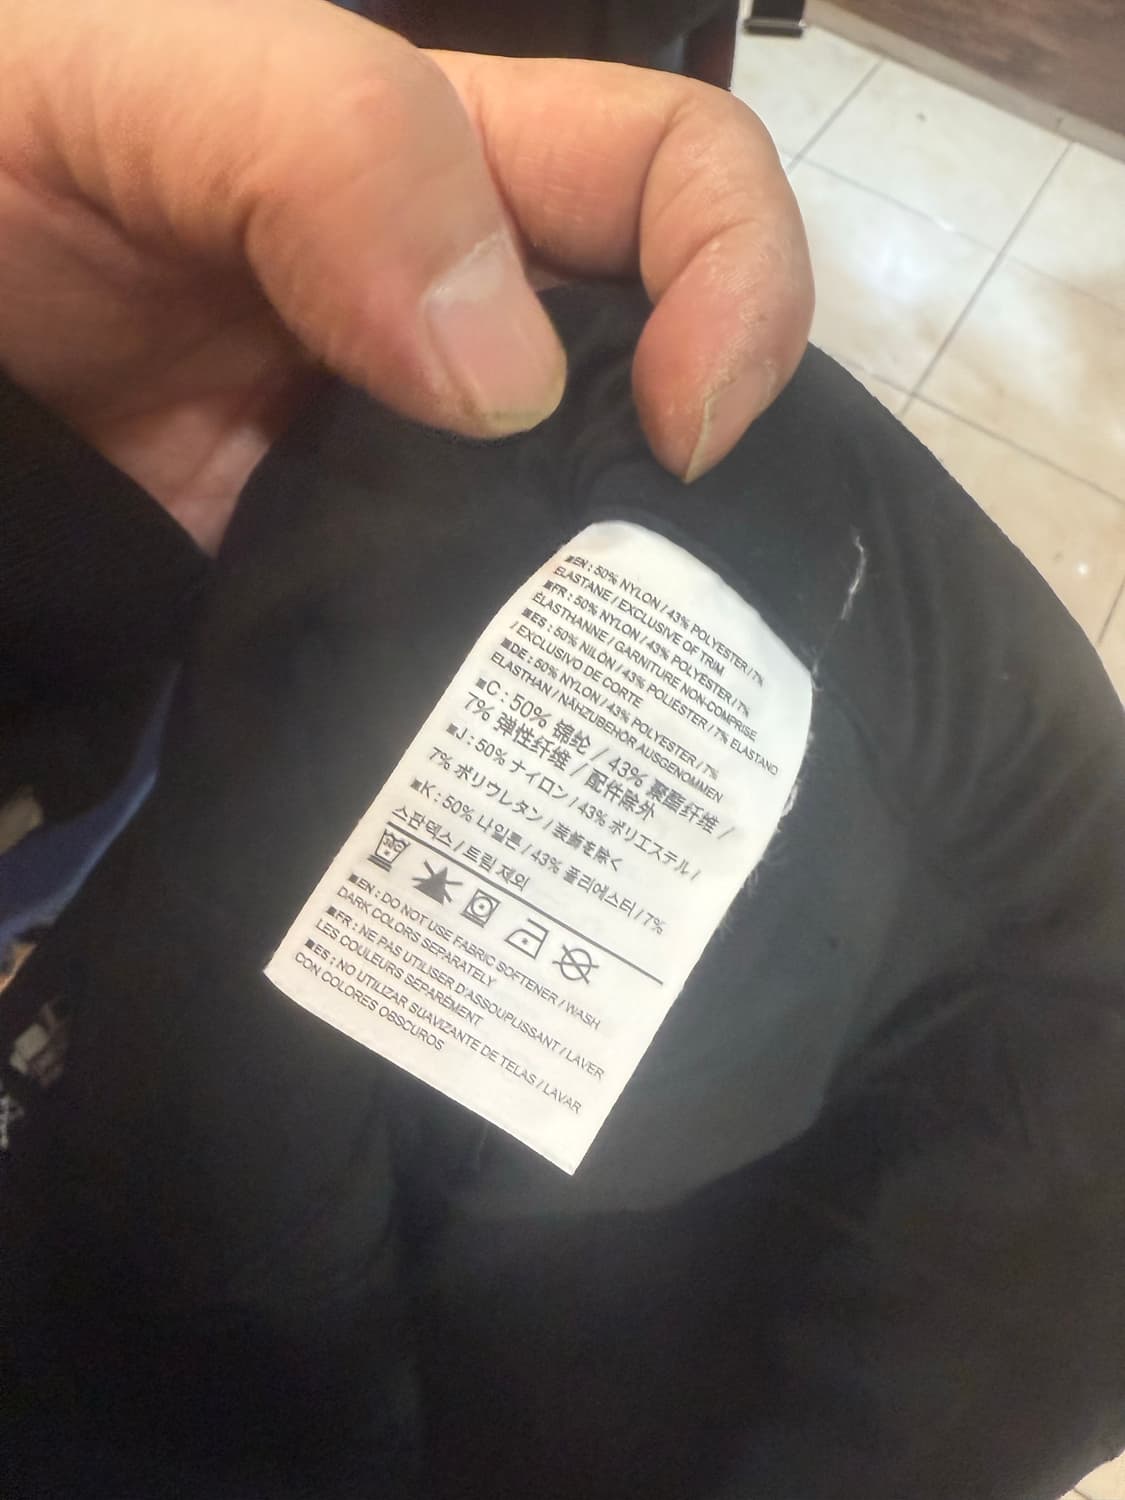 ■EN : 50% NYLON / 43% POLYESTER / 7%
ELASTANE / EXCLUSIVE OF TRIM
■FR : 50% NYLON / 43% POLYESTER / 7%
ÉLASTHANNE / GARNITURE NON-COMPRISE
■ES : 50% NILÓN / 43% POLIESTER / 7% ELASTANO
/ EXCLUSIVO DE CORTE
■DE : 50% NYLON / 43% POLYESTER / 7%
ELASTHAN / NÄHZUBEHÖR AUSGENOMMEN
■C : 50% 锦纶 / 43% 聚酯纤维 /
7% 弹性纤维 / 配件除外
■J : 50% ナイロン / 43% ポリエステル /
7% ポリウレタン / 装飾を除く
■K : 50% 나일론 / 43% 폴리에스터 / 7%
스판덱스 / 트림 제외
30C
■EN : DO NOT USE FABRIC SOFTENER / WASH
DARK COLORS SEPARATELY
■FR : NE PAS UTILISER D'ASSOUPLISSANT / LAVER
LES COULEURS SEPARÉMENT
■ES : NO UTILIZAR SUAVIZANTE DE TELAS / LAVAR
CON COLORES OBSCUROS